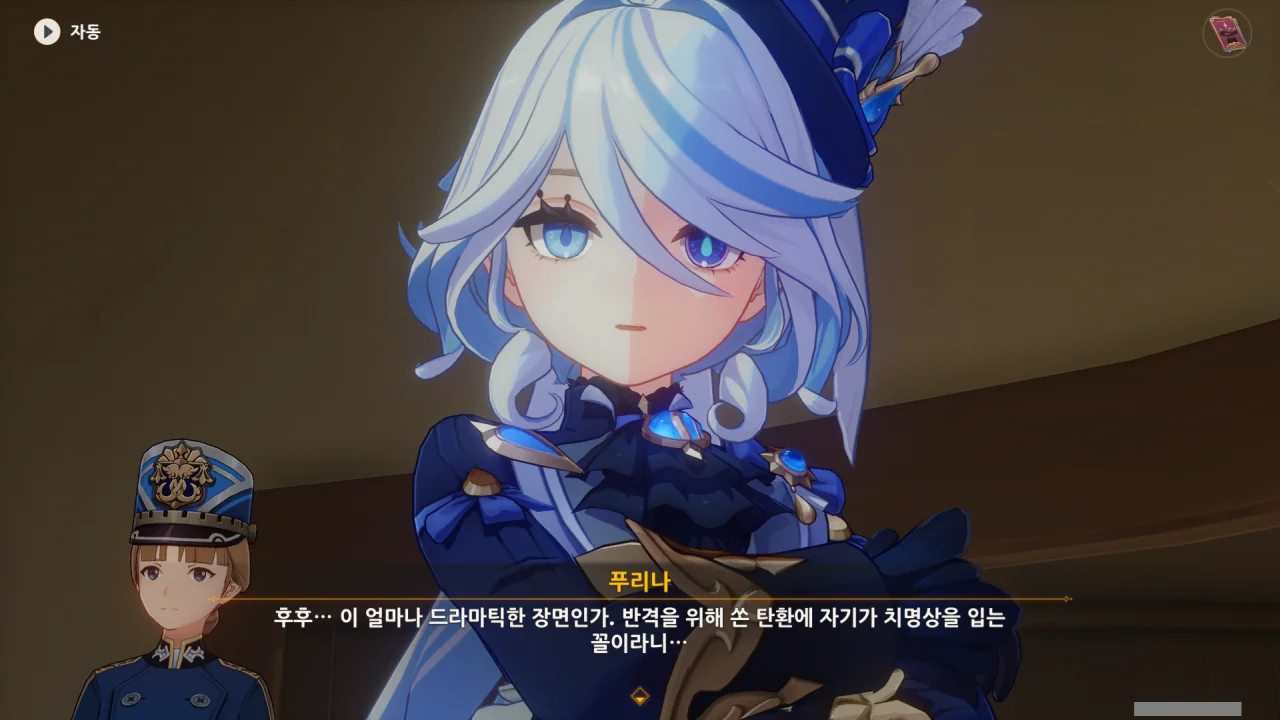 자동
푸리나
후후… 이 얼마나 드라마틱한 장면인가. 반격을 위해 쏜 탄환에 자기가 치명상을 입는
꼴이라니…